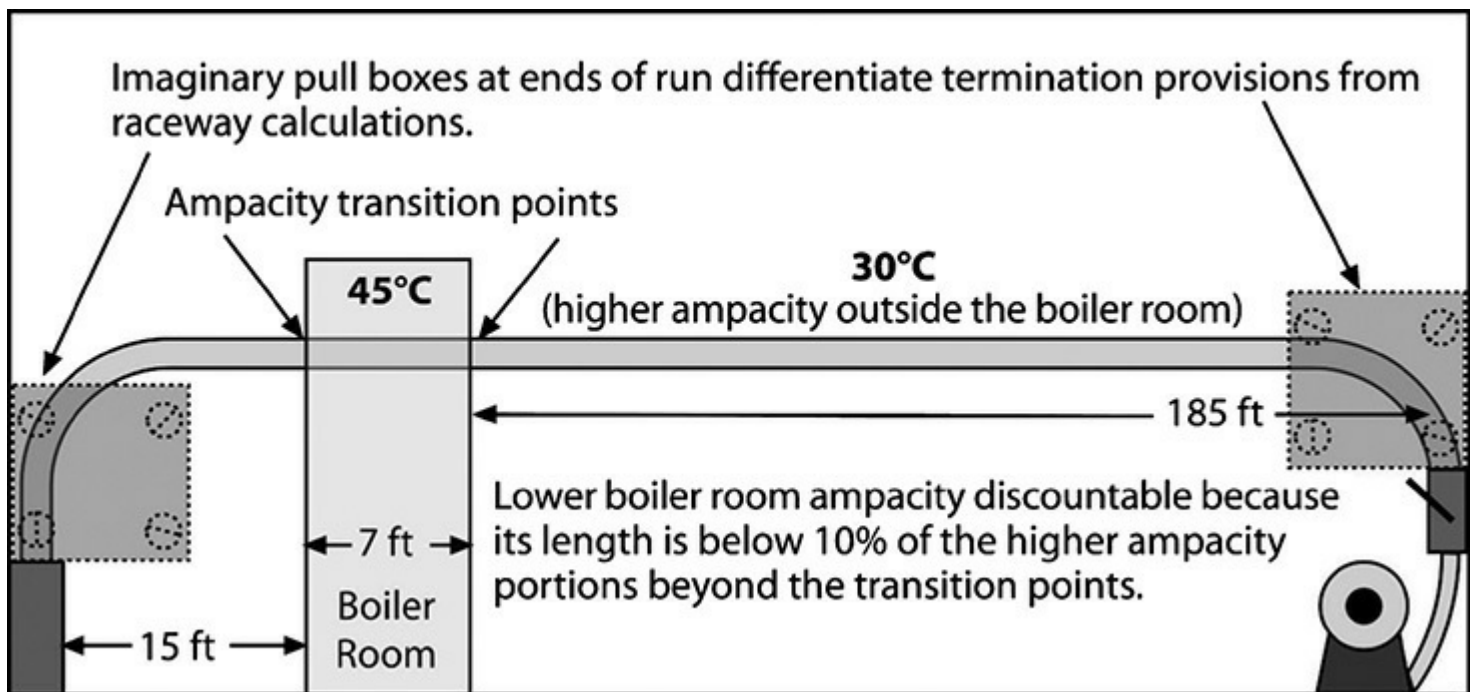 Imaginary pull boxes at ends of run differentiate termination provisions from
raceway calculations.
Ampacity transition points
45°C
30°C
(higher ampacity outside the boiler room)
185 ft
Lower boiler room ampacity discountable because
its length is below 10% of the higher ampacity
portions beyond the transition points.
7 ft
Boiler
Room
15 ft